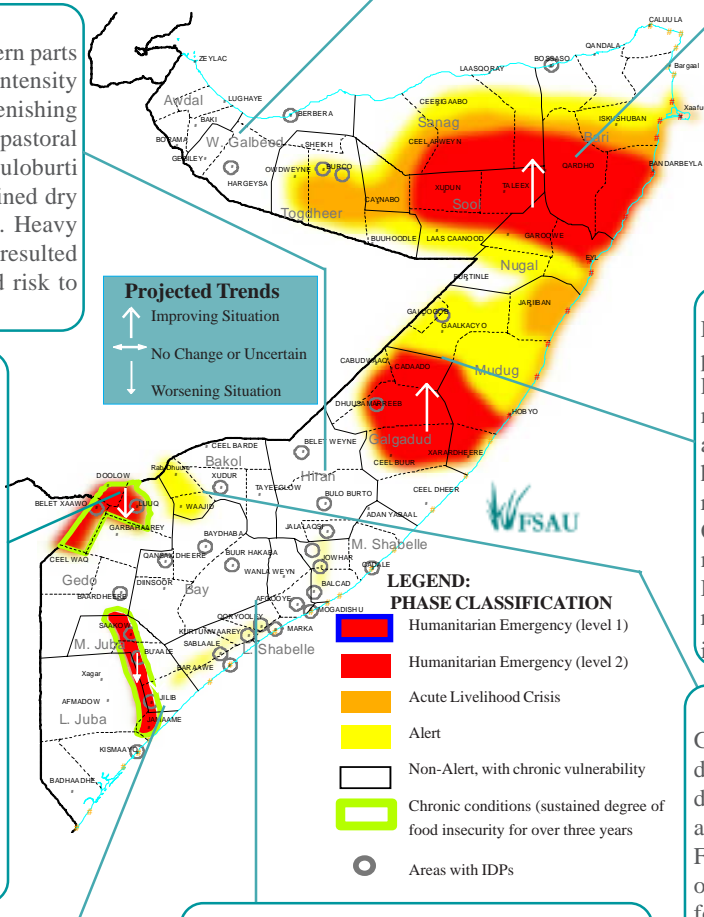 ern parts
ntensity
enishing
pastoral
uloburti
ined dry
. Heavy
resulted
d risk to
CALUULA
QANDALA
BOSSASO
Bargaal
LAASQORAY
ZEYLAC
Xaafu
Awdal
LUGHAYE
CEERIGAABO
ISKUSHUBAN
BERBERA
BAKI
Sanag
Bari
BORAMA
W. Galbeed
SHEIKH
CEEL AFWEYN
GEBILEY
QARDHO
BANDARBEYLA
OWDWEYNE
BURCO
HARGEYSA
XUDUN
TALEEX
CAYNABO
Sool
Togdheer
BUUHOODLE
LAAS CAANOOD
GAROOWE
EYL
Nugal
BURTINLE
JARIIBAN
GALDOGOB
GAALKACYO
Projected Trends
Improving Situation
No Change or Uncertain
Worsening Situation
CABUDWAAQ
CADAADO
Mudug
DHUUSAMARREEB
HOBYO
Galgadud
BELET WEYNE
XARARDHEERE
CEEL BARDE
CEEL BUUR
Rab Dhuure
Bakol
DOOLOW
XUDUR
Hiran
TAYEEGLOW
CEEL DHEER
BELET XAAWO
LUUQ
WAAJID
BULO BURTO
ADAN YABAAL
GARBAHAAREY
JALALAQSI
FSAU
BAYDHABA
M. Shabelle
CEEL WAQ
QANSAX DHEERE
BUUR HAKABA
JOWHAR
CADALE
Gedo
Bay
WANLA WEYN
DIINSOOR
BALCAD
BAARDHEERE
AFGOOYE
MOGADISHU
QORYOOLEY
SAAKOW
KURTUNWAAREY
MARKA
M. Juba
SABLAALE
L. Shabelle
BU'AALE
BARAAWE
Xagar
JILIB
AFMADOW
L. Juba
JAMAAME
KISMAAYO
BADHAADHE
LEGEND:
PHASE CLASSIFICATION
Humanitarian Emergency (level 1)
Humanitarian Emergency (level 2)
Acute Livelihood Crisis
Alert
Non-Alert, with chronic vulnerability
Chronic conditions (sustained degree of
food insecurity for over three years
Areas with IDPs